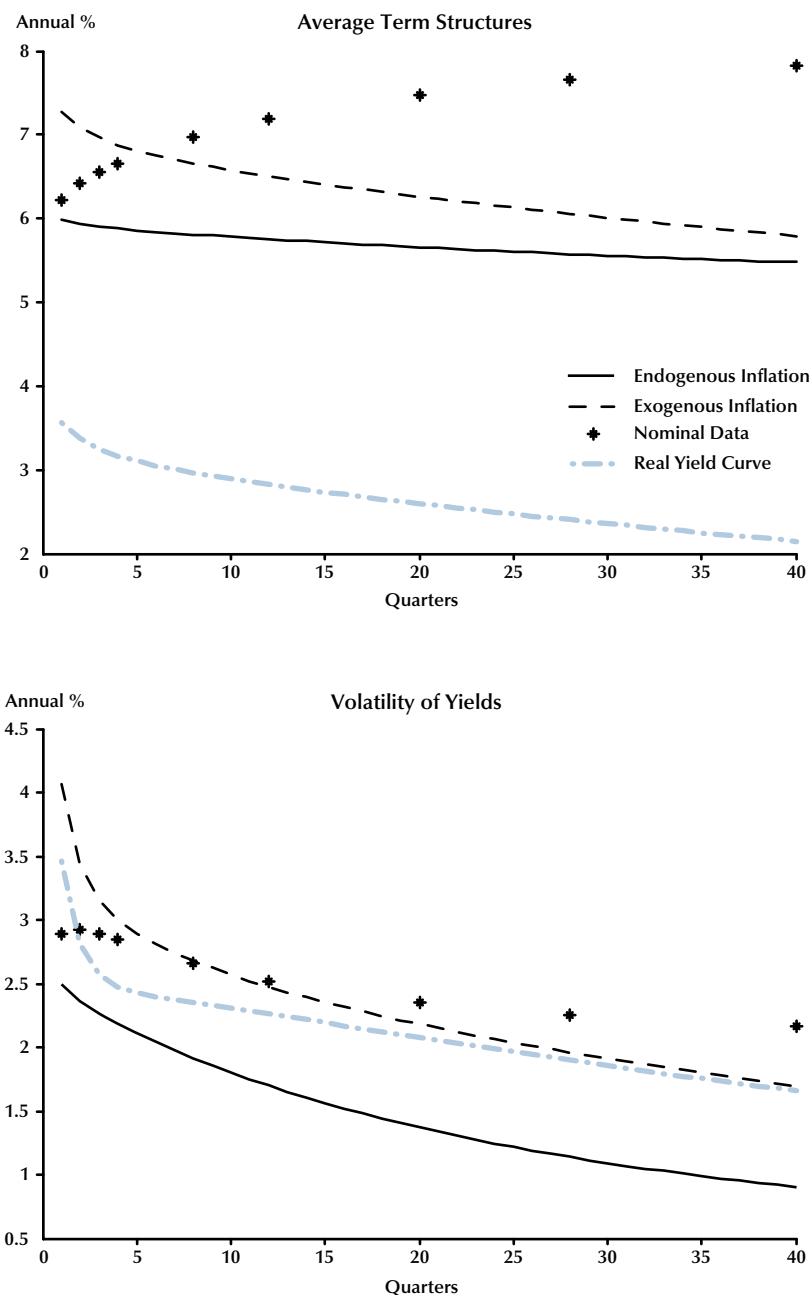 Annual %
Average Term Structures
8
7
6
5
4
3
2
Endogenous Inflation
Exogenous Inflation
Nominal Data
Real Yield Curve
0 5 10 15 20 25 30 35 40
Quarters
Annual %
Volatility of Yields
4.5
4
3.5
3
2.5
2
1.5
1
0.5
0 5 10 15 20 25 30 35 40
Quarters